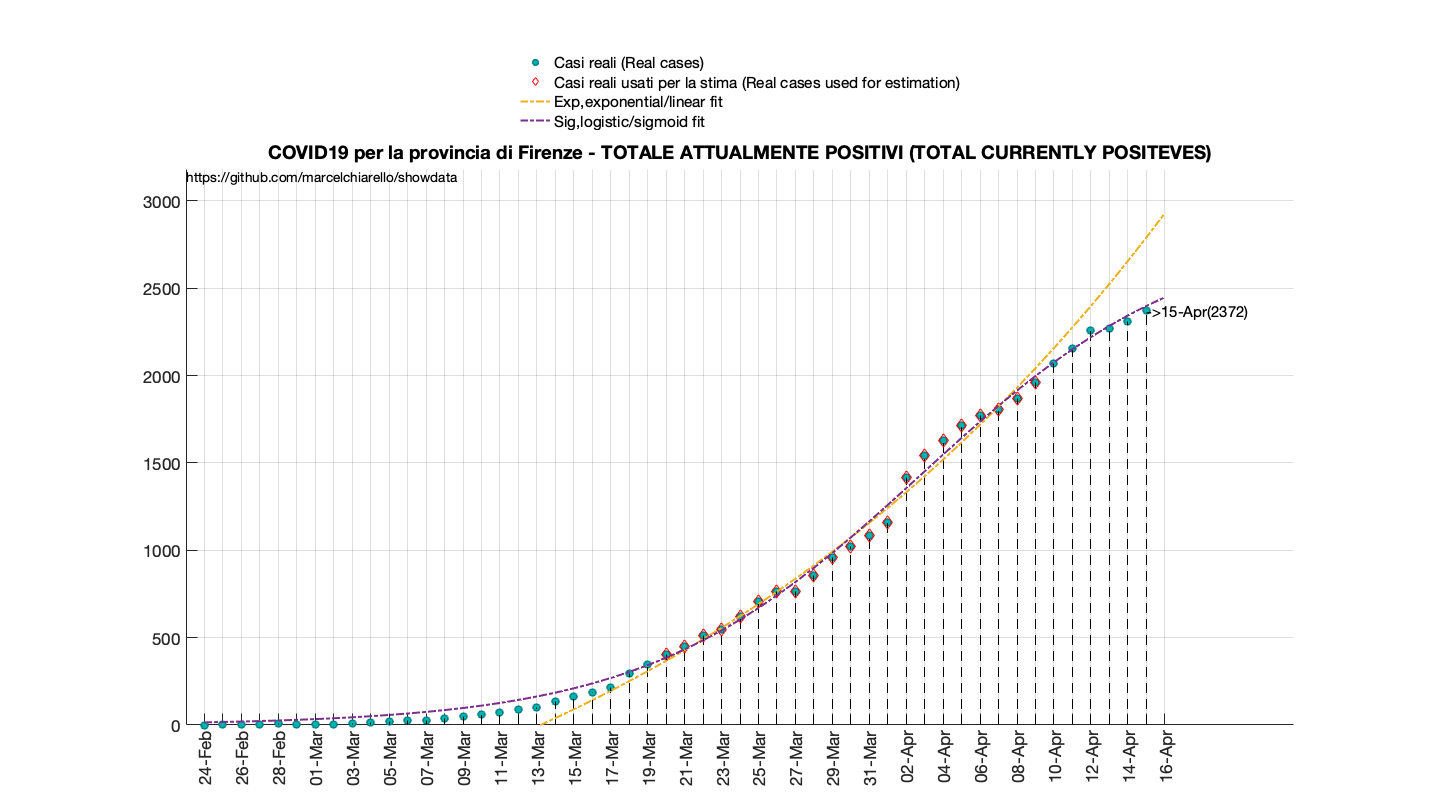 Casi reali (Real cases)
Casi reali usati per la stima (Real cases used for estimation)
Exp,exponential/linear fit
Sig,logistic/sigmoid fit
COVID19 per la provincia di Firenze - TOTALE ATTUALMENTE POSITIVI (TOTAL CURRENTLY POSITEVES)
https://github.com/marcelchiarello/showdata
3000
2500
2000
1500
1000
500
0
->15-Apr(2372)
24-Feb
26-Feb
28-Feb
01-Mar
03-Mar
05-Mar
07-Mar
09-Mar
11-Mar
13-Mar
15-Mar
17-Mar
19-Mar
21-Mar
23-Mar
25-Mar
27-Mar
29-Mar
31-Mar
02-Apr
04-Apr
06-Apr
08-Apr
10-Apr
12-Apr
14-Apr
16-Apr